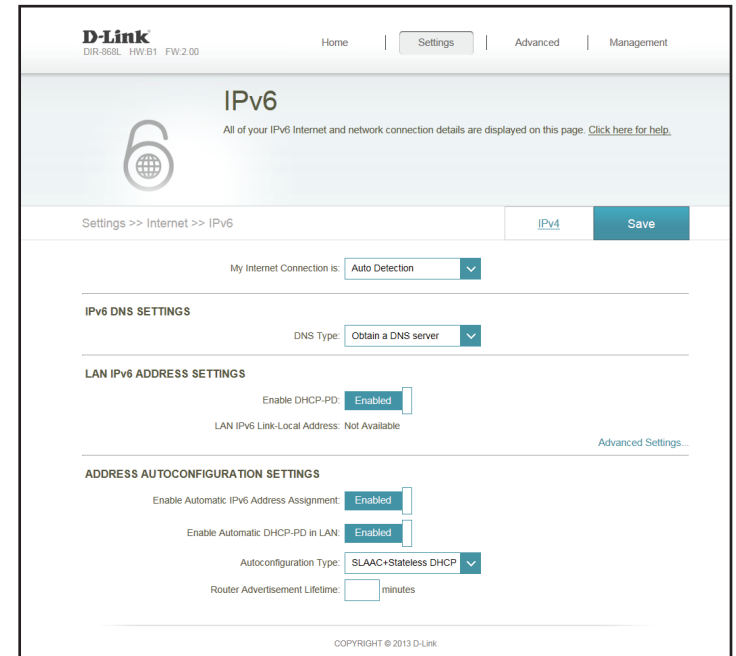 D-Link
DIR-868L HW:B1 FW:2.00
Home
Settings
Advanced
Management
IPv6
All of your IPv6 Internet and network connection details are displayed on this page. Click here for help.
Settings >> Internet >> IPv6
IPv4
Save
My Internet Connection is: Auto Detection
IPv6 DNS SETTINGS
DNS Type: Obtain a DNS server
LAN IPv6 ADDRESS SETTINGS
Enable DHCP-PD: Enabled
LAN IPv6 Link-Local Address: Not Available
Advanced Settings...
ADDRESS AUTOCONFIGURATION SETTINGS
Enable Automatic IPv6 Address Assignment: Enabled
Enable Automatic DHCP-PD in LAN: Enabled
Autoconfiguration Type: SLAAC+Stateless DHCP
Router Advertisement Lifetime: minutes
COPYRIGHT © 2013 D-Link